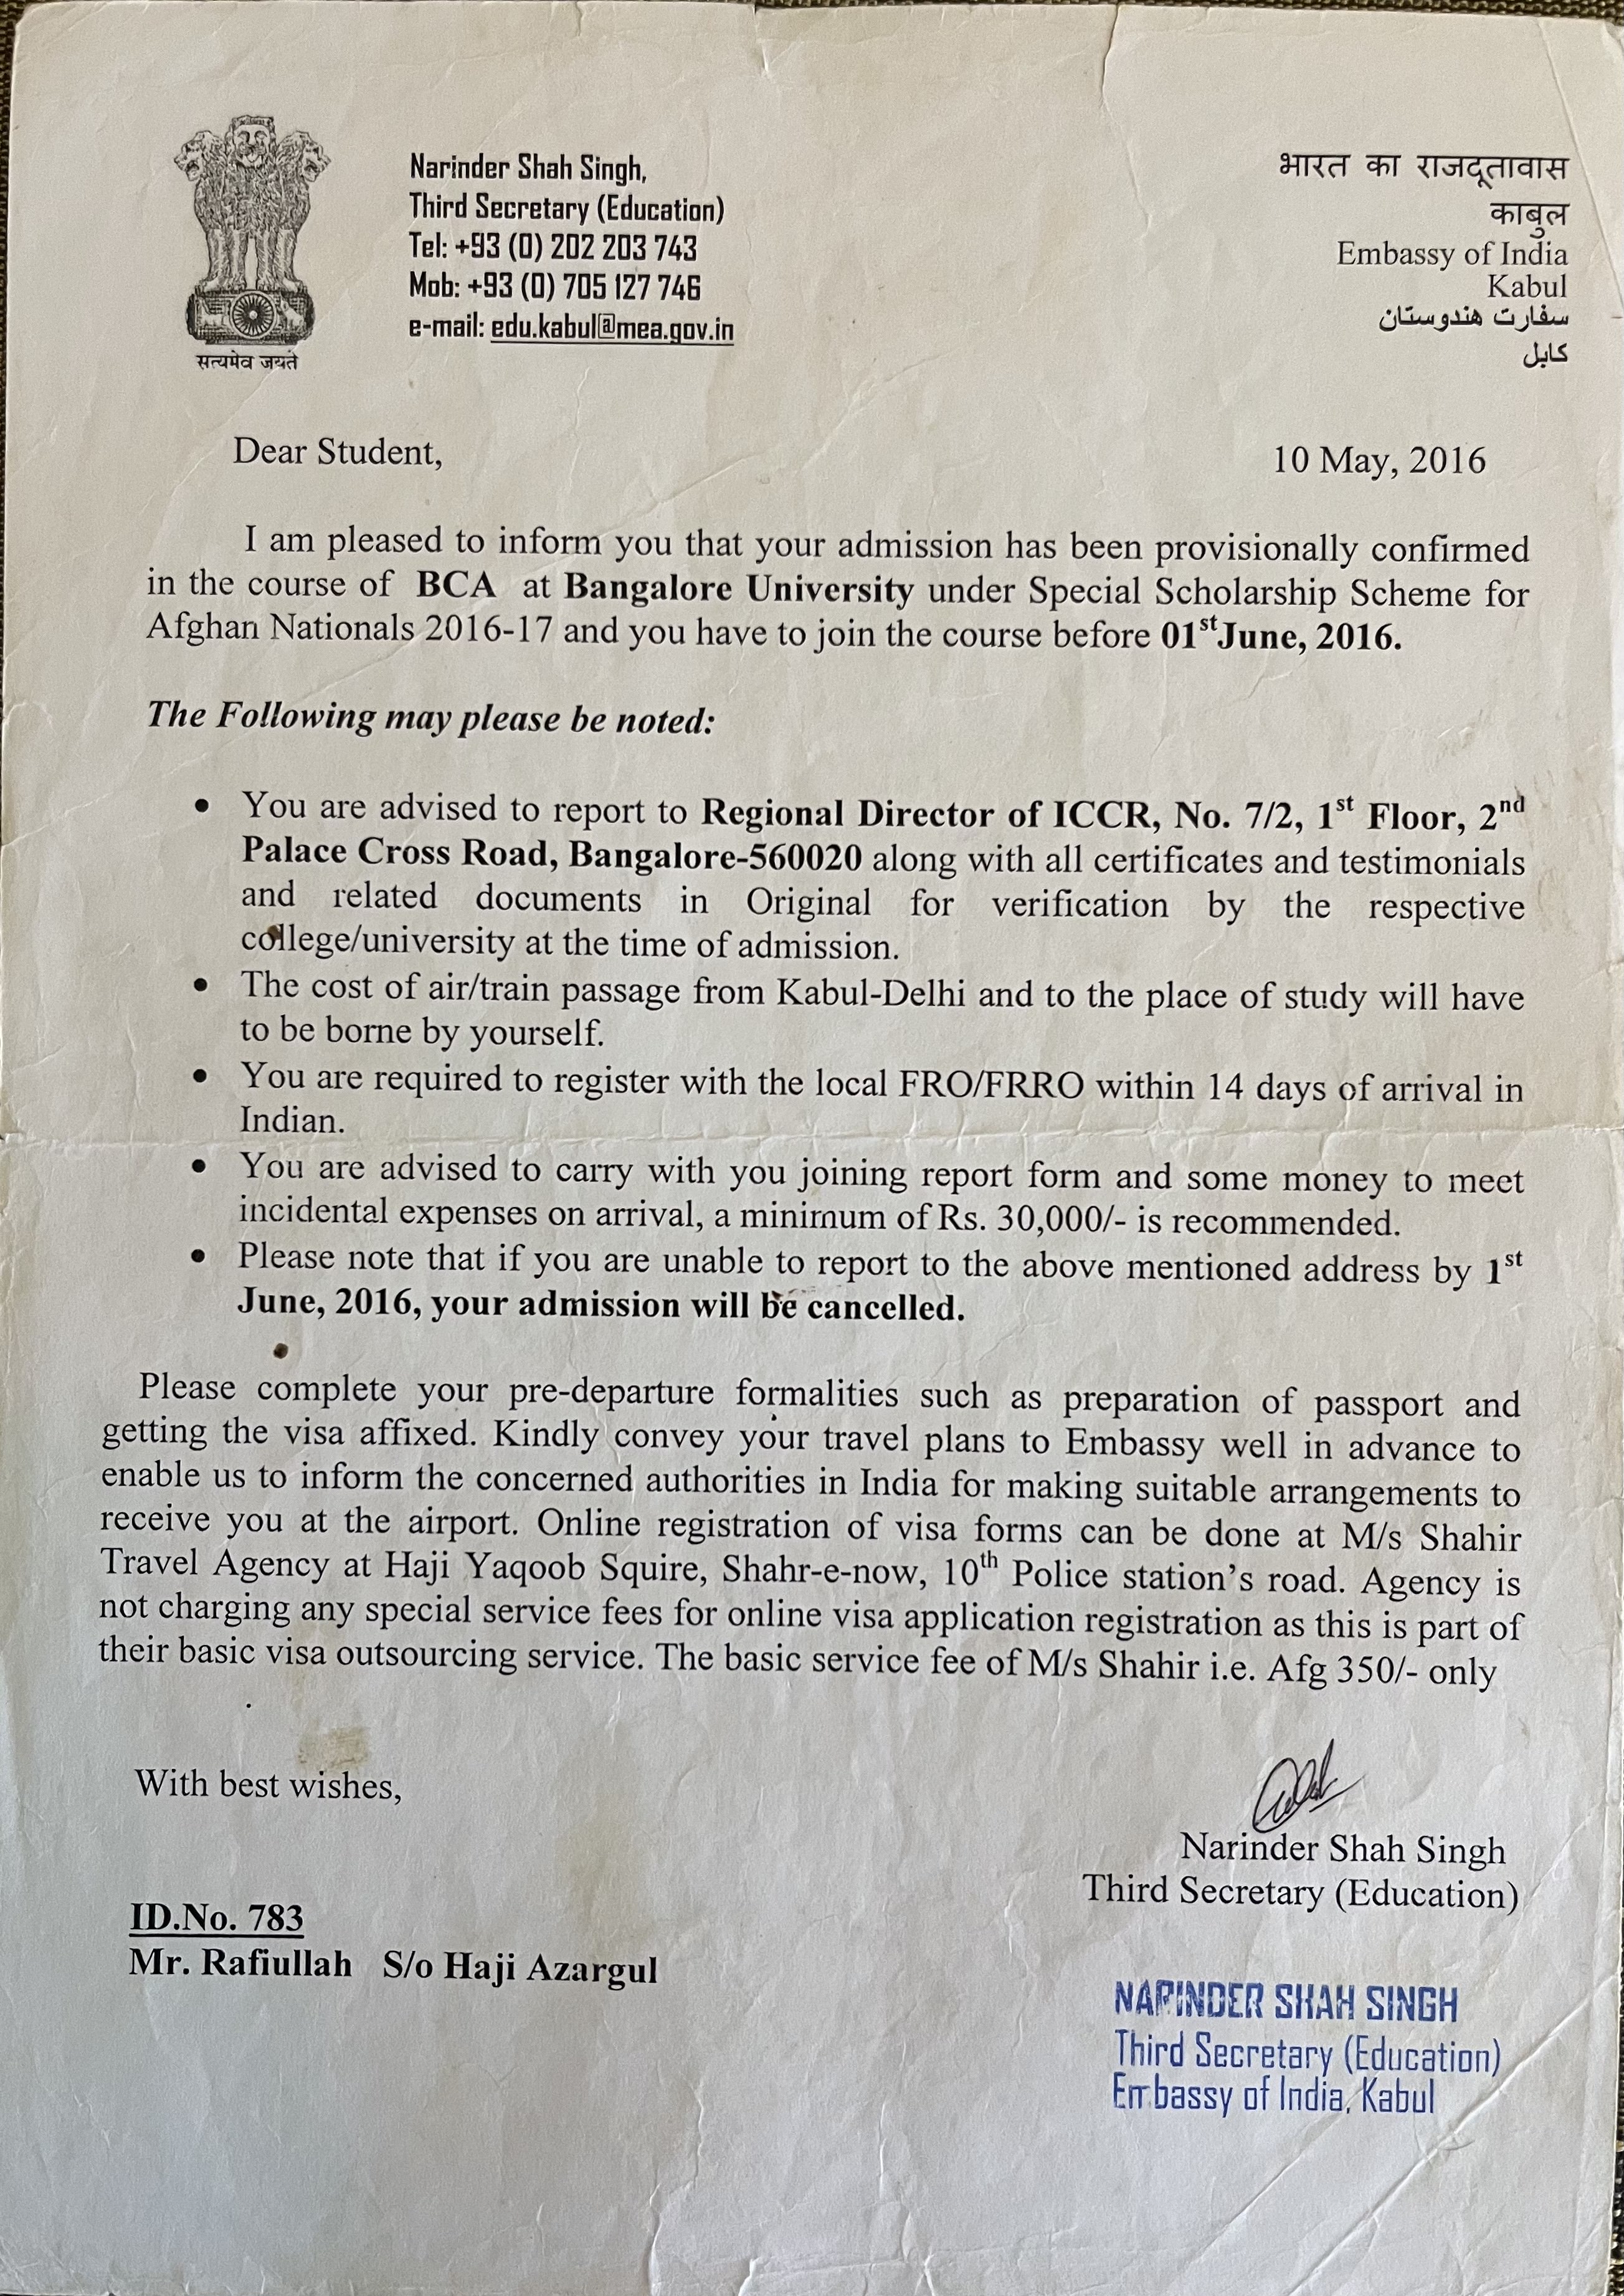 सत्यमेव जयते
Narinder Shah Singh,
Third Secretary (Education)
Tel: +93 (0) 202 203 743
Mob: +93 (0) 705 127 746
e-mail: edu.kabul@mea.gov.in
भारत का राजदूतावास
काबुल
Embassy of India
Kabul
سفارت هندوستان
كابل
Dear Student,
10 May, 2016
I am pleased to inform you that your admission has been provisionally confirmed
in the course of BCA at Bangalore University under Special Scholarship Scheme for
Afghan Nationals 2016-17 and you have to join the course before 01st June, 2016.
The Following may please be noted:
• You are advised to report to Regional Director of ICCR, No. 7/2, 1st Floor, 2nd
Palace Cross Road, Bangalore-560020 along with all certificates and testimonials
and related documents in Original for verification by the respective
college/university at the time of admission.
• The cost of air/train passage from Kabul-Delhi and to the place of study will have
to be borne by yourself.
• You are required to register with the local FRO/FRRO within 14 days of arrival in
Indian.
• You are advised to carry with you joining report form and some money to meet
incidental expenses on arrival, a minimum of Rs. 30,000/- is recommended.
• Please note that if you are unable to report to the above mentioned address by 1st
June, 2016, your admission will be cancelled.
Please complete your pre-departure formalities such as preparation of passport and
getting the visa affixed. Kindly convey your travel plans to Embassy well in advance to
enable us to inform the concerned authorities in India for making suitable arrangements to
receive you at the airport. Online registration of visa forms can be done at M/s Shahir
Travel Agency at Haji Yaqoob Squire, Shahr-e-now, 10th Police station's road. Agency is
not charging any special service fees for online visa application registration as this is part of
their basic visa outsourcing service. The basic service fee of M/s Shahir i.e. Afg 350/- only
With best wishes,
Narinder Shah Singh
Third Secretary (Education)
ID.No. 783
Mr. Rafiullah S/o Haji Azargul
NARINDER SHAH SINGH
Third Secretary (Education)
Embassy of India, Kabul